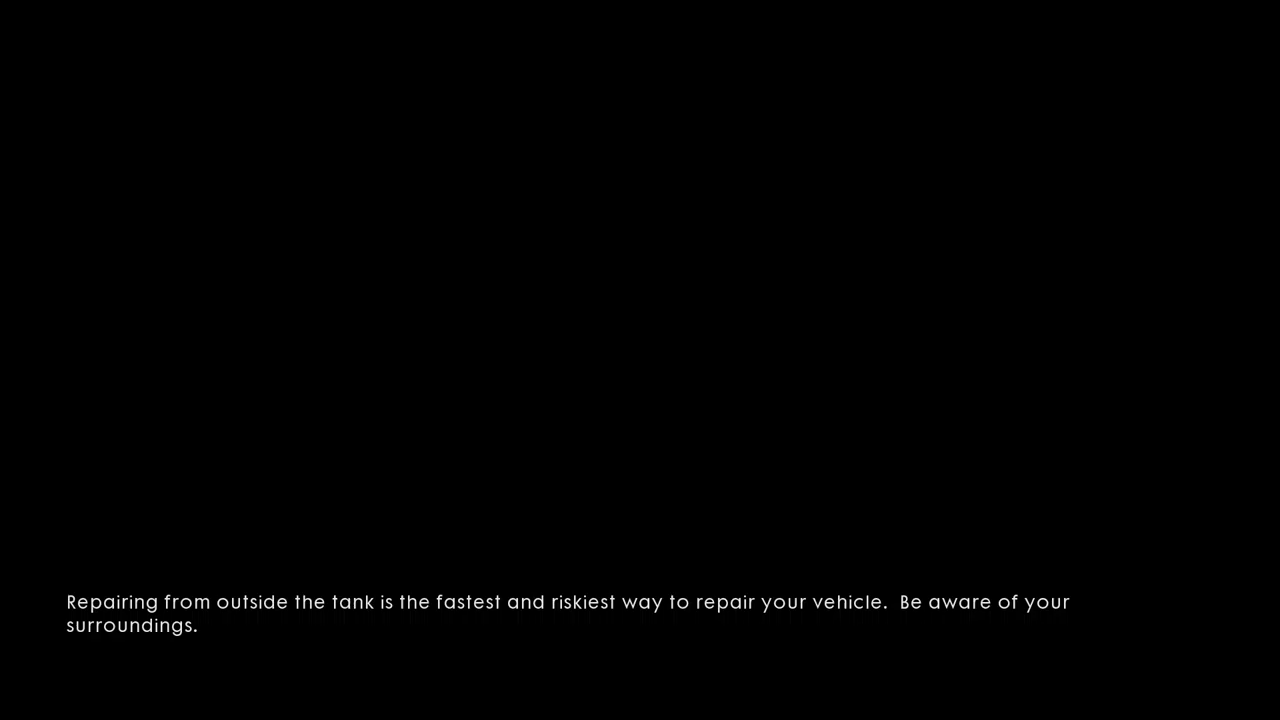 Repairing from outside the tank is the fastest and riskiest way to repair your vehicle.  Be aware of your
surroundings.